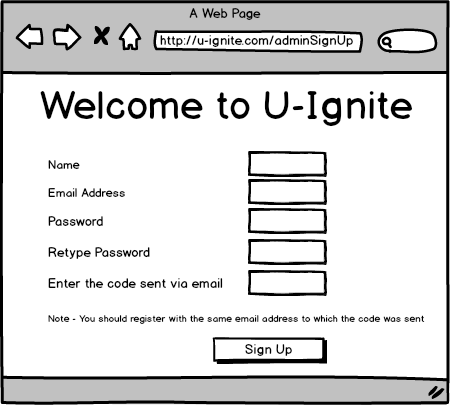 A Web Page
http://u-ignite.com/adminSignUp
Welcome to U-Ignite
Name
Email Address
Password
Retype Password
Enter the code sent via email
Note - You should register with the same email address to which the code was sent
Sign Up